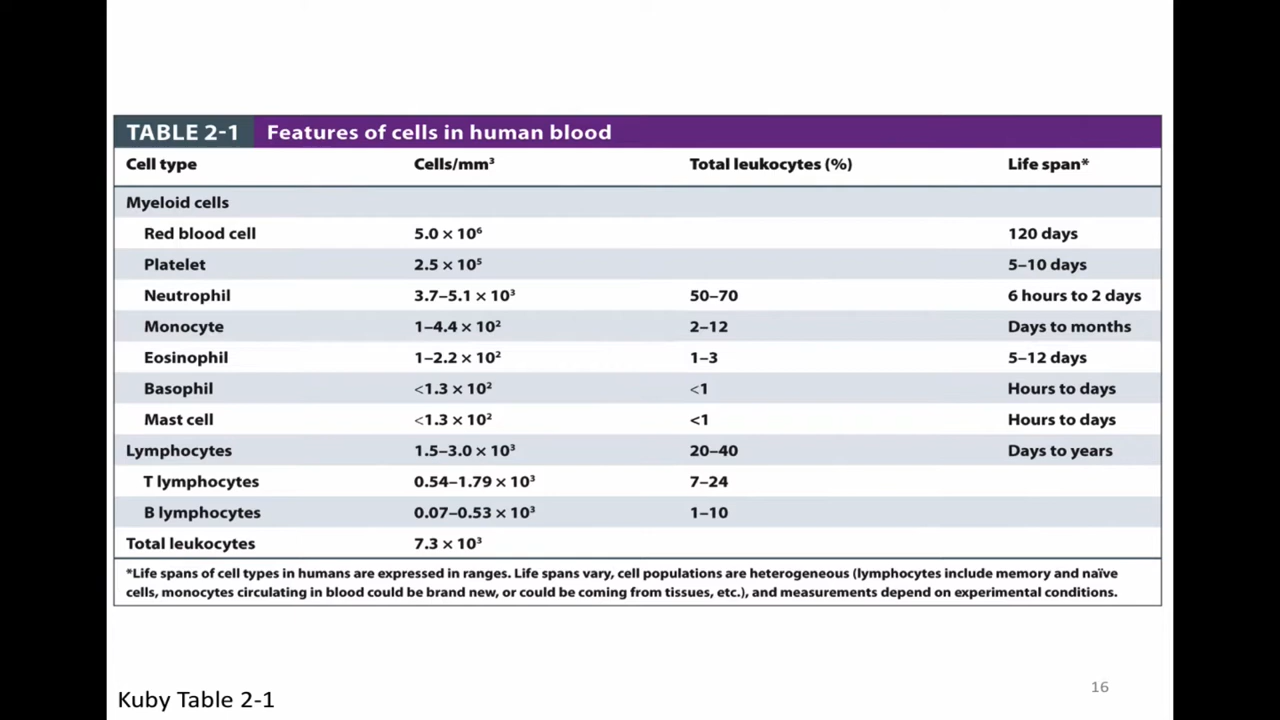 TABLE 2-1 Features of cells in human blood
Cell type Cells/mm³ Total leukocytes (%) Life span*
Myeloid cells
Red blood cell 5.0 × 10⁶ 120 days
Platelet 2.5 × 10⁵ 5–10 days
Neutrophil 3.7–5.1 × 10³ 50–70 6 hours to 2 days
Monocyte 1–4.4 × 10² 2–12 Days to months
Eosinophil 1–2.2 × 10² 1–3 5–12 days
Basophil <1.3 × 10² <1 Hours to days
Mast cell <1.3 × 10² <1 Hours to days
Lymphocytes 1.5–3.0 × 10³ 20–40 Days to years
T lymphocytes 0.54–1.79 × 10³ 7–24
B lymphocytes 0.07–0.53 × 10³ 1–10
Total leukocytes 7.3 × 10³
*Life spans of cell types in humans are expressed in ranges. Life spans vary, cell populations are heterogeneous (lymphocytes include memory and naïve
cells, monocytes circulating in blood could be brand new, or could be coming from tissues, etc.), and measurements depend on experimental conditions.
16
Kuby Table 2-1